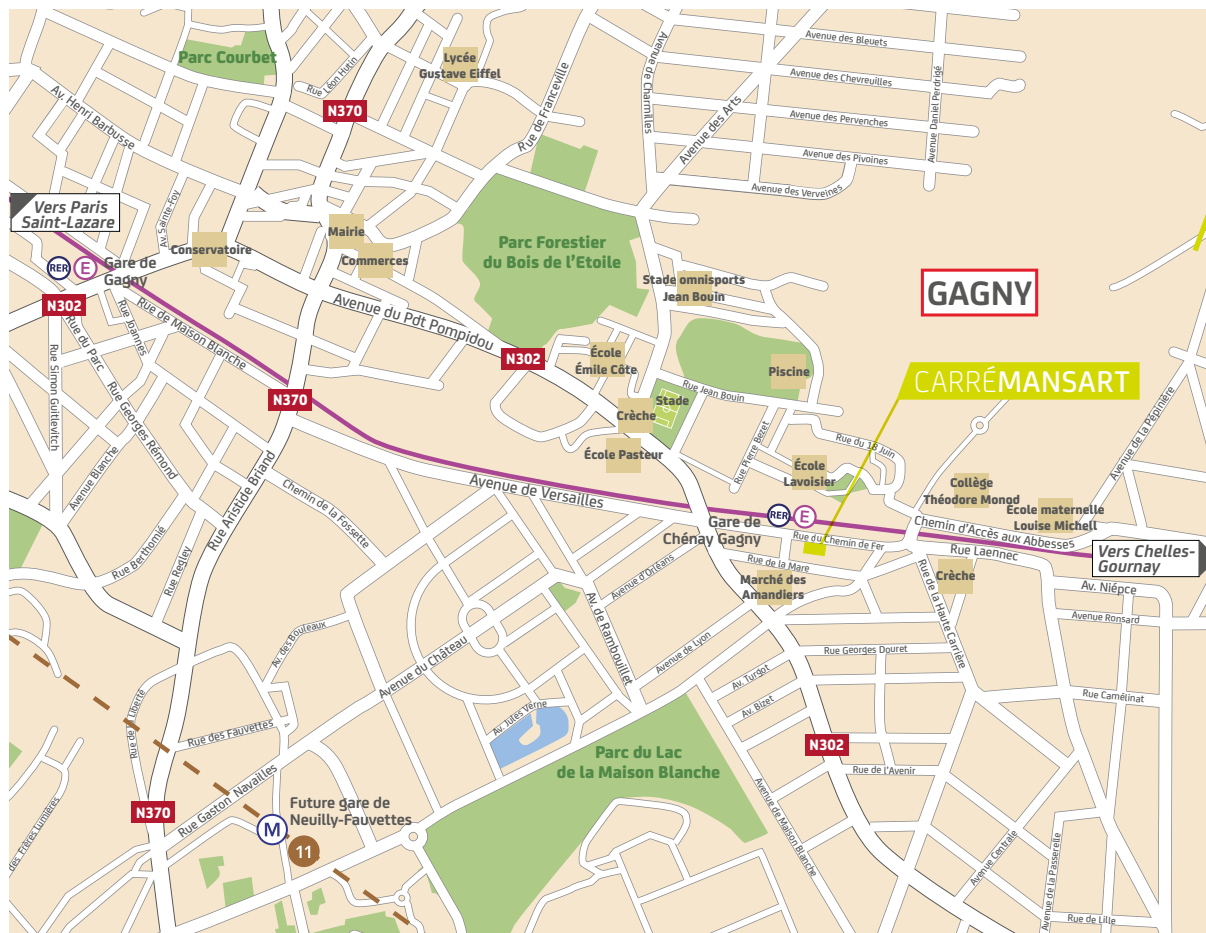 Parc Courbet
Lycée
Gustave Eiffel
Rue Léon Hutin
N370
Av. Henri Barbusse
Rue de Franceville
Avenue de Charmilles
Avenue des Arts
Avenue des Bleuets
Avenue des Chevreuilles
Avenue des Pervenches
Avenue Daniel Perdrigé
Avenue des Pivoines
Avenue des Verveines
Vers Paris
Saint-Lazare
Av. Sainte-Foy
Conservatoire
Mairie
Commerces
Parc Forestier
du Bois de l'Etoile
Stade omnisports
Jean Bouin
GAGNY
RER
E
Gare de
Gagny
N302
Rue de Maison Blanche
Rue Joannes
Rue du Parc
Rue Simon Guitlevitch
Avenue du Pdt Pompidou
N302
École
Émile Côte
Piscine
CARRÉMANSART
N370
Rue Jean Bouin
Stade
Crèche
École Pasteur
Rue Pierre Bezet
Rue du 18 Juin
Avenue de la Pépinière
Rue Georges Rémond
Avenue Blanche
Rue Aristide Briand
Chemin de la Fossette
Avenue de Versailles
École
Lavoisier
Collège
Théodore Monod
École maternelle
Louise Michell
RER
E
Gare de
Chénay Gagny
Chemin d'Accès aux Abbesses
Rue du Chemin de Fer
Rue Laennec
Vers Chelles-
Gournay
Rue Berthomié
Rue Regley
Avenue d'Orléans
Rue de la Mare
Marché des
Amandiers
Crèche
Av. Niépce
Avenue Ronsard
Rue de la Haute Carrière
Av. des Bouleaux
Avenue du Château
Av. de Rambouillet
Avenue de Lyon
Rue Georges Douret
Av. Turgot
Av. Bizet
Rue Camélinat
Rue de la Liberté
Rue des Fauvettes
Av. Jules Verne
Parc du Lac
de la Maison Blanche
N302
Rue de l'Avenir
Rue Gaston Navailles
N370
Future gare de
Neuilly-Fauvettes
M
11
des Frères Lumières
Avenue de Maison Blanche
Avenue Centrale
Avenue de la Passerelle
Rue de Lille